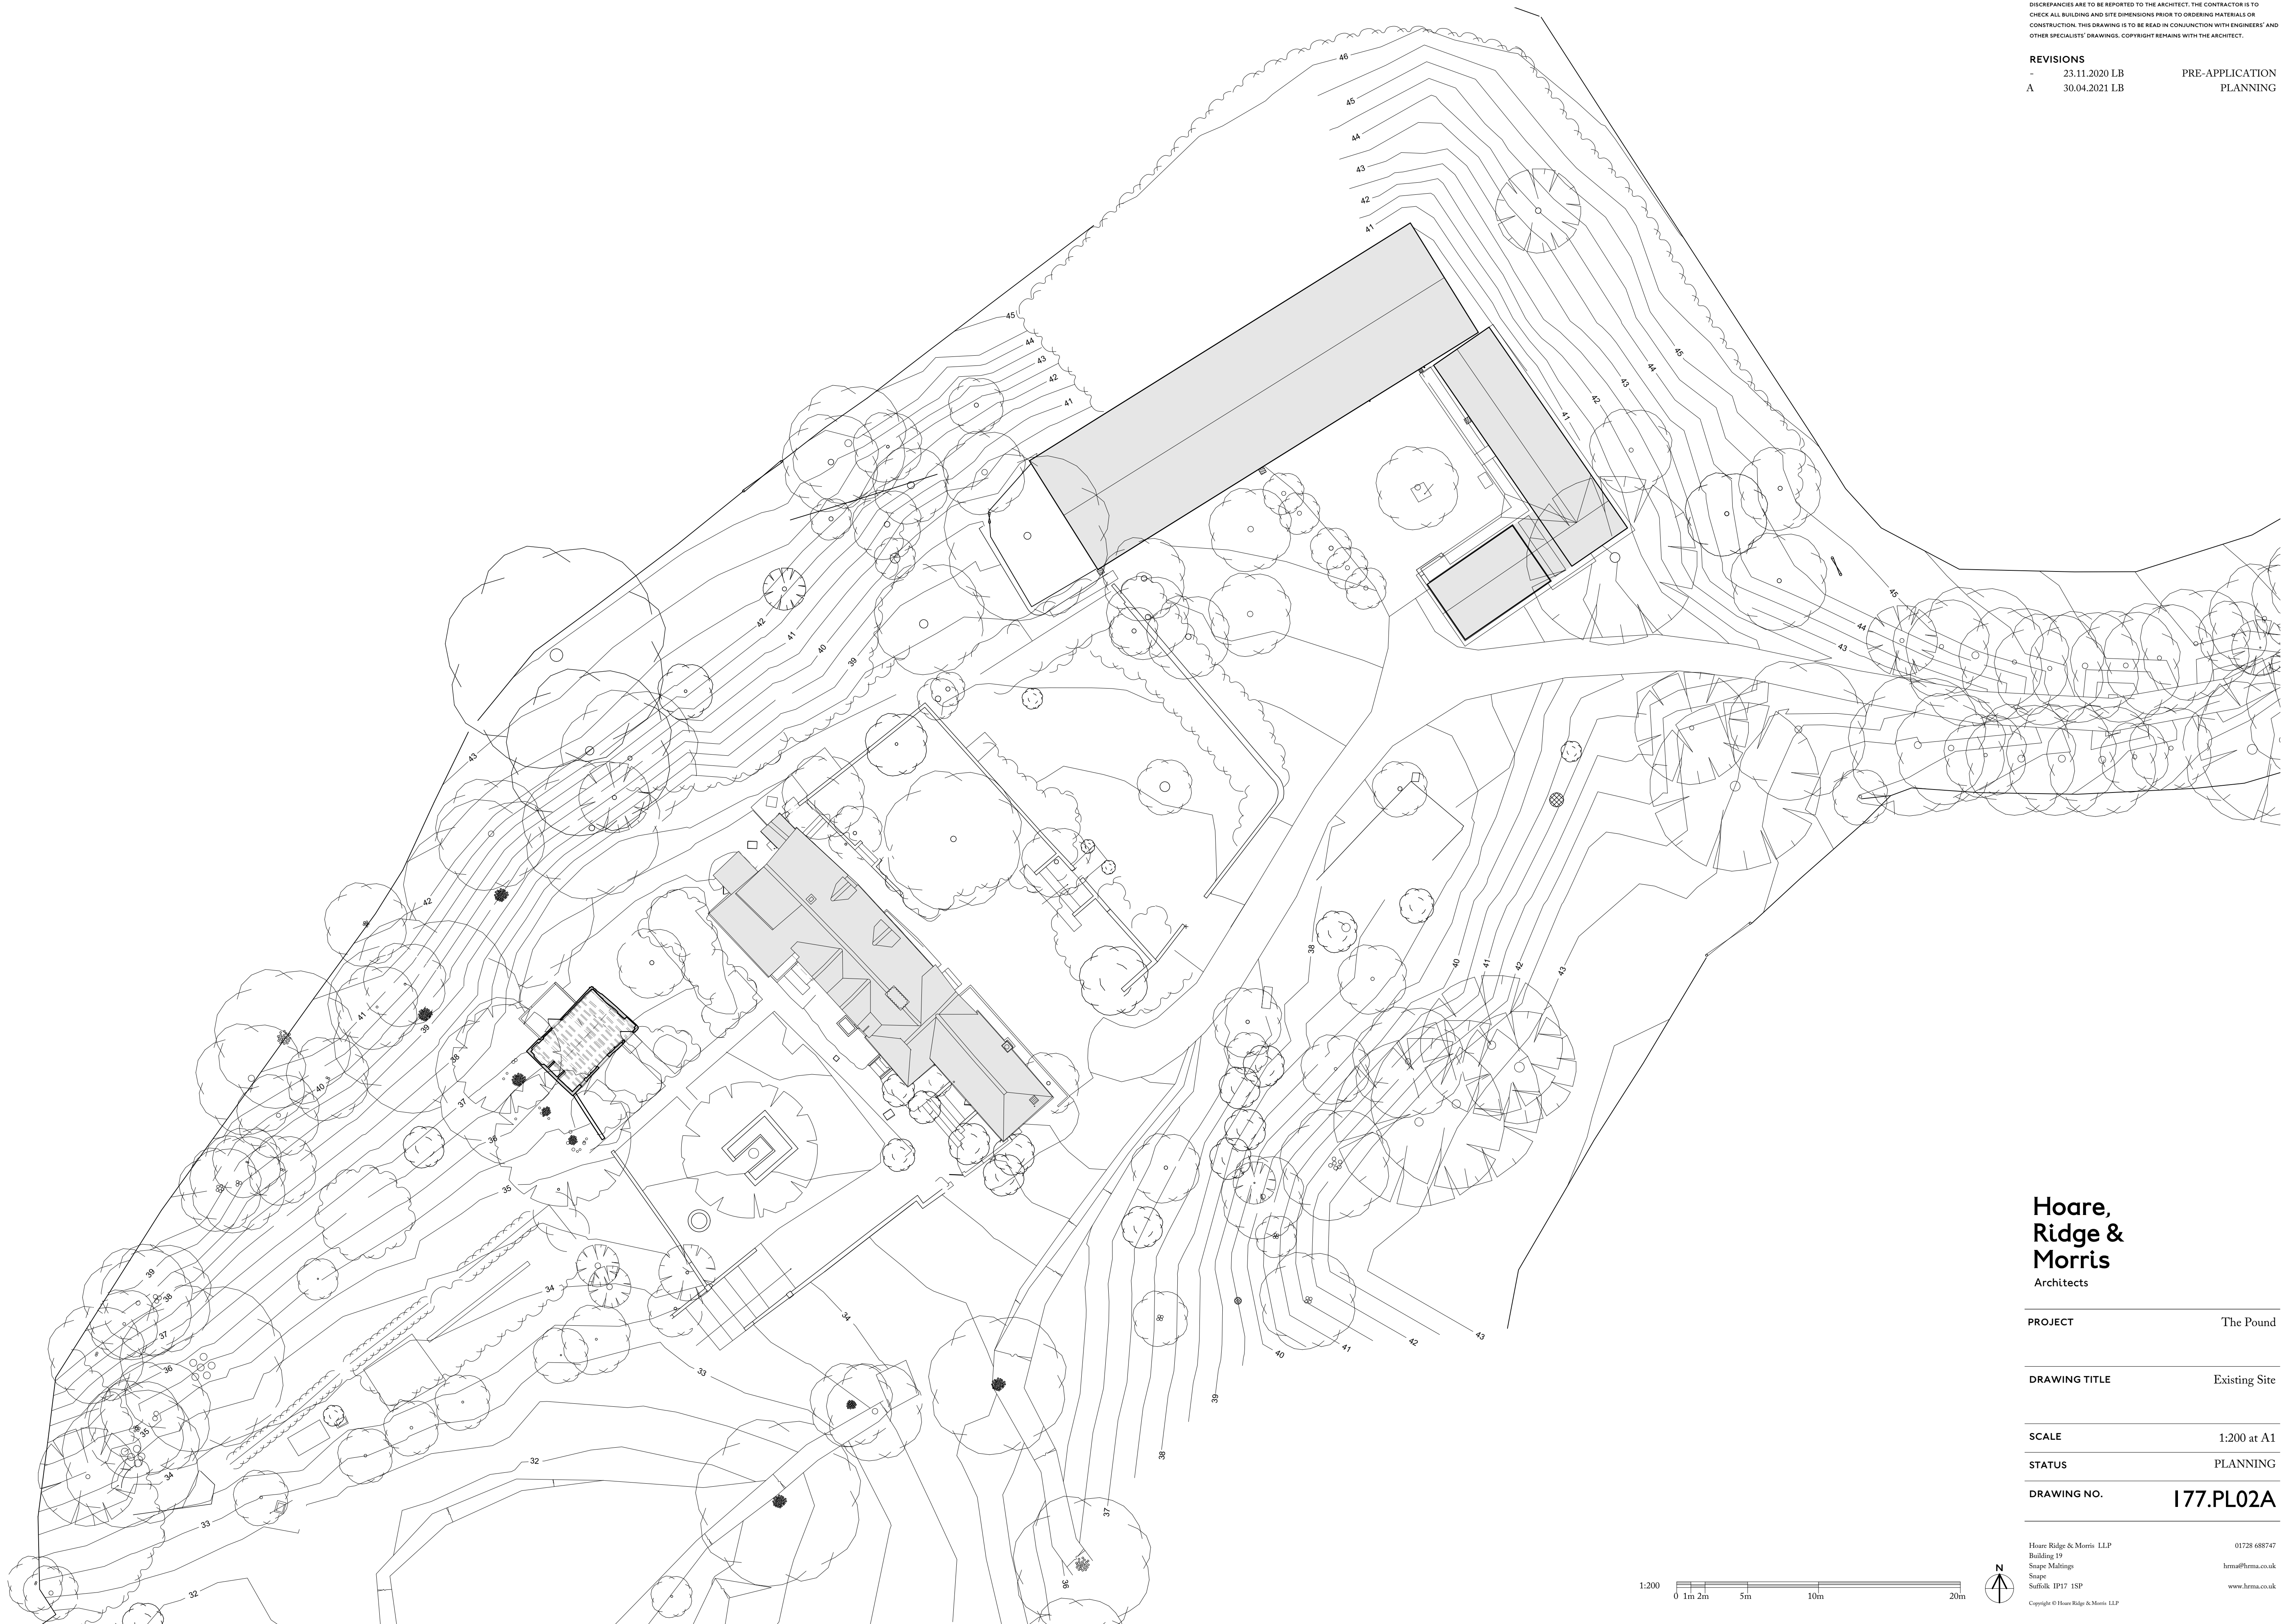 DISCREPANCIES ARE TO BE REPORTED TO THE ARCHITECT. THE CONTRACTOR IS TO
CHECK ALL BUILDING AND SITE DIMENSIONS PRIOR TO ORDERING MATERIALS OR
CONSTRUCTION. THIS DRAWING IS TO BE READ IN CONJUNCTION WITH ENGINEERS' AND
OTHER SPECIALISTS' DRAWINGS. COPYRIGHT REMAINS WITH THE ARCHITECT.
REVISIONS
- 23.11.2020 LB PRE-APPLICATION
A 30.04.2021 LB PLANNING
46
45
44
43
42
41
45
44
43
42
41
45
44
43
42
41
45
44
43
42
41
40
39
43
42
41
40
39
38
37
36
35
34
33
32
39
38
37
36
35
34
33
32
34
38
40
41
42
43
40
41
42
43
39
38
37
36
Hoare,
Ridge &
Morris
Architects
PROJECT The Pound
DRAWING TITLE Existing Site
SCALE 1:200 at A1
STATUS PLANNING
DRAWING NO. 177.PL02A
Hoare Ridge & Morris LLP 01728 688747
Building 19
Snape Maltings hrma@hrma.co.uk
Snape
Suffolk IP17 1SP www.hrma.co.uk
Copyright © Hoare Ridge & Morris LLP
N
1:200
0 1m 2m 5m 10m 20m